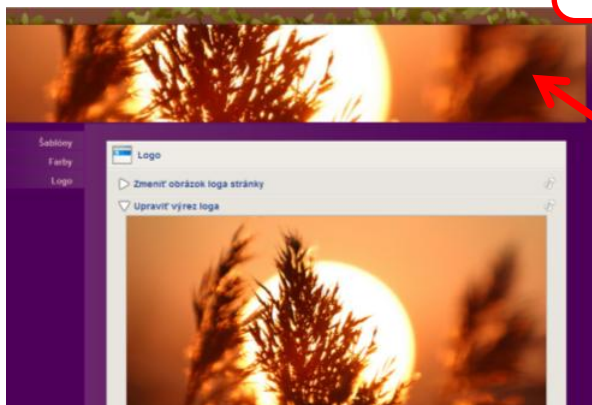 Šablóny
Farby
Logo
Logo
Zmeniť obrázok loga stránky
Upraviť výrez loga